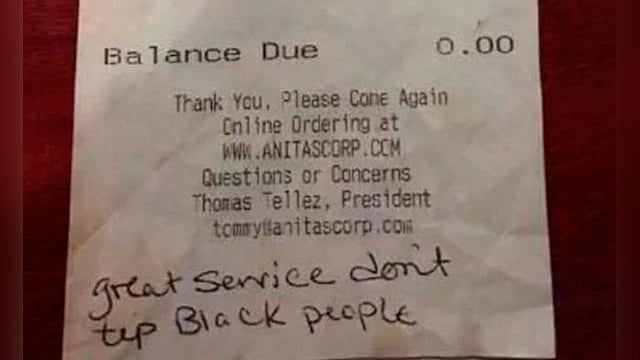 Balance Due 0.00
Thank You, Please Come Again
Online Ordering at
WWW.ANITASCORP.COM
Questions or Concerns
Thomas Tellez, President
tommy@anitascorp.com
great service don't
tip Black people